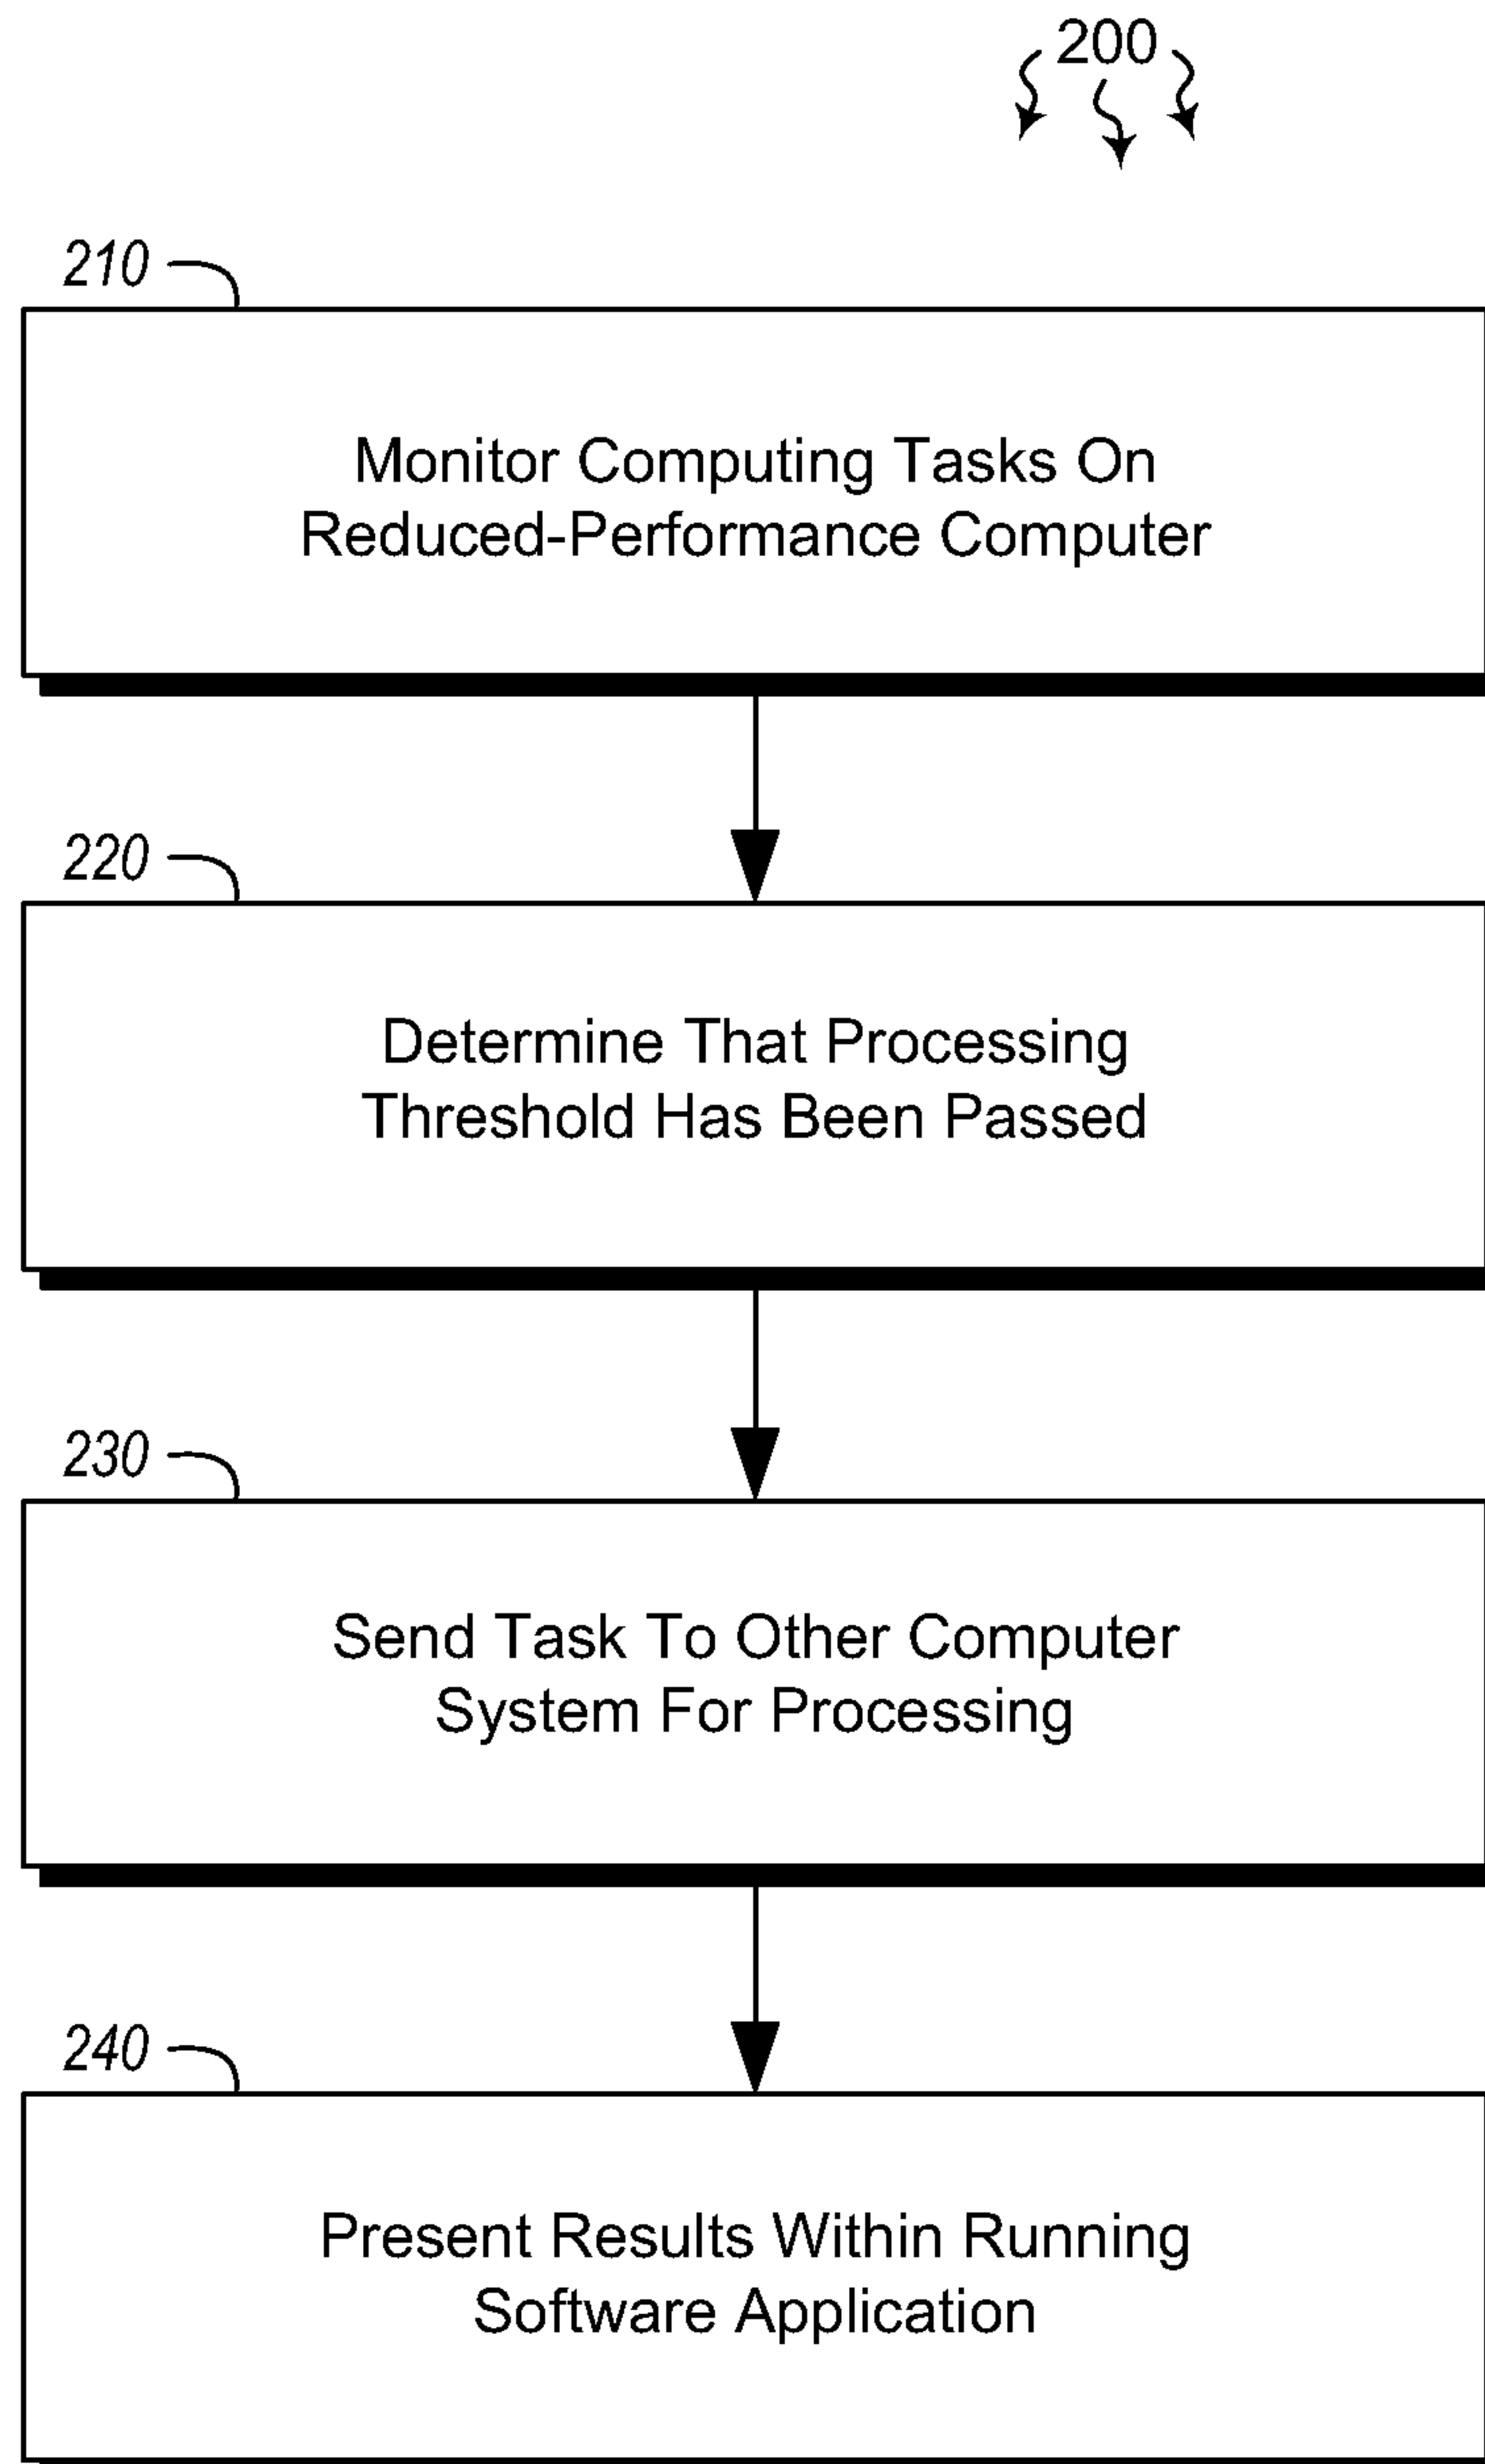 200
210
Monitor Computing Tasks On
Reduced-Performance Computer
220
Determine That Processing
Threshold Has Been Passed
230
Send Task To Other Computer
System For Processing
240
Present Results Within Running
Software Application